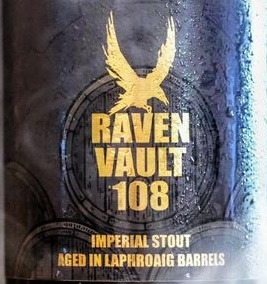 RAVEN
VAULT
108
IMPERIAL STOUT
AGED IN LAPHROAIG BARRELS